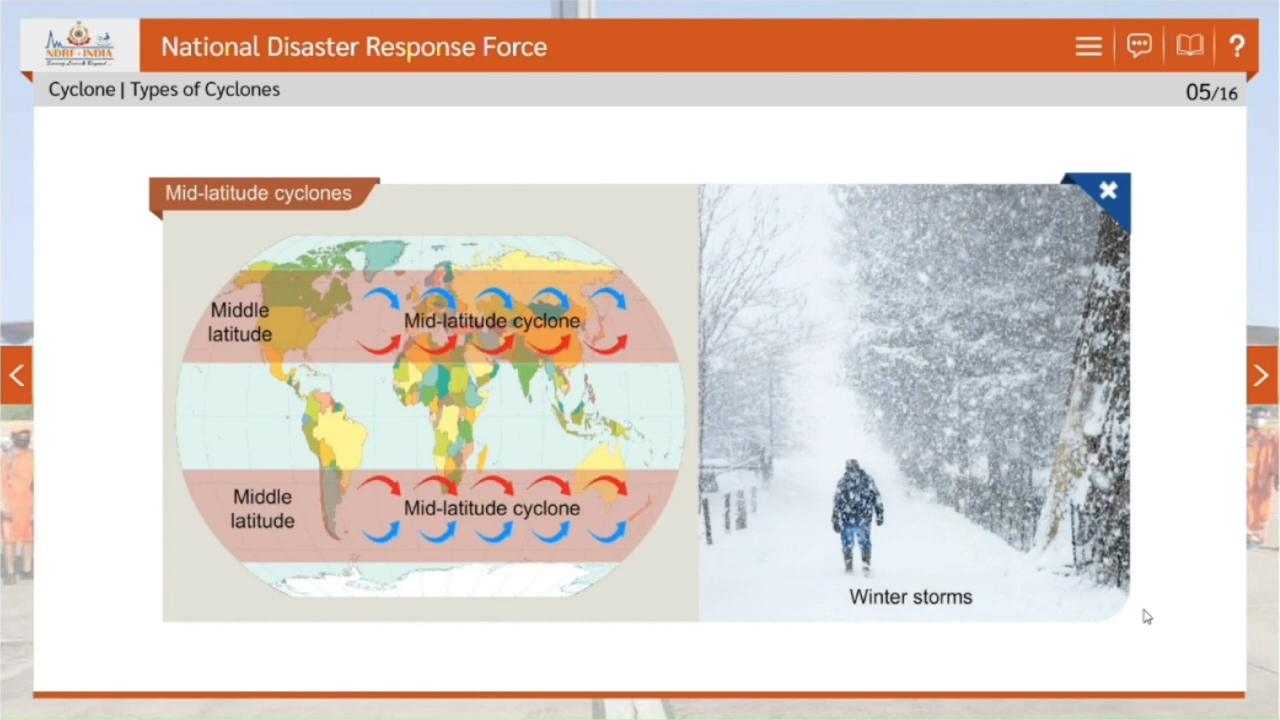 NDRF - INDIA
National Disaster Response Force
?
Cyclone | Types of Cyclones
05/16
Mid-latitude cyclones
Middle
latitude
Mid-latitude cyclone
Middle
latitude
Mid-latitude cyclone
Winter storms